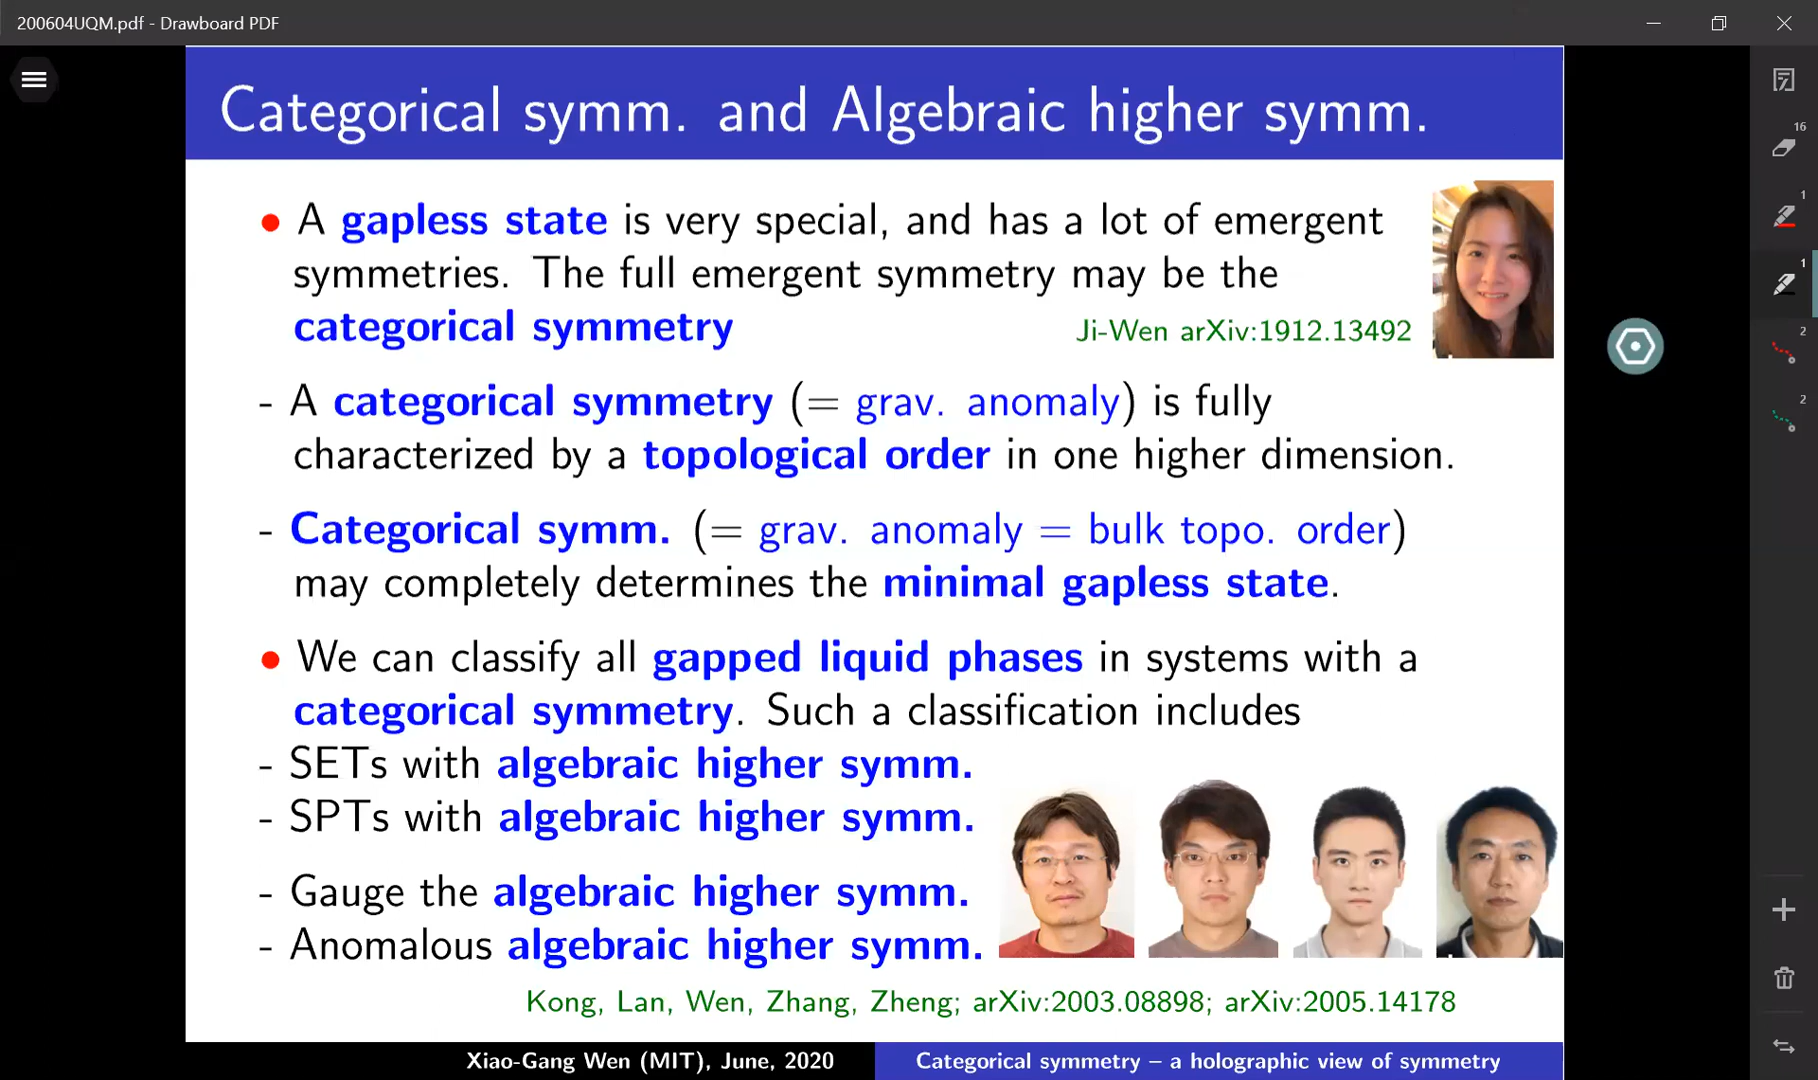 200604UQM.pdf - Drawboard PDF
Categorical symm. and Algebraic higher symm.
• A gapless state is very special, and has a lot of emergent
symmetries. The full emergent symmetry may be the
categorical symmetry
Ji-Wen arXiv:1912.13492
- A categorical symmetry (= grav. anomaly) is fully
characterized by a topological order in one higher dimension.
- Categorical symm. (= grav. anomaly = bulk topo. order)
may completely determines the minimal gapless state.
• We can classify all gapped liquid phases in systems with a
categorical symmetry. Such a classification includes
- SETs with algebraic higher symm.
- SPTs with algebraic higher symm.
- Gauge the algebraic higher symm.
- Anomalous algebraic higher symm.
Kong, Lan, Wen, Zhang, Zheng; arXiv:2003.08898; arXiv:2005.14178
Xiao-Gang Wen (MIT), June, 2020
Categorical symmetry – a holographic view of symmetry
16
1
1
2
2